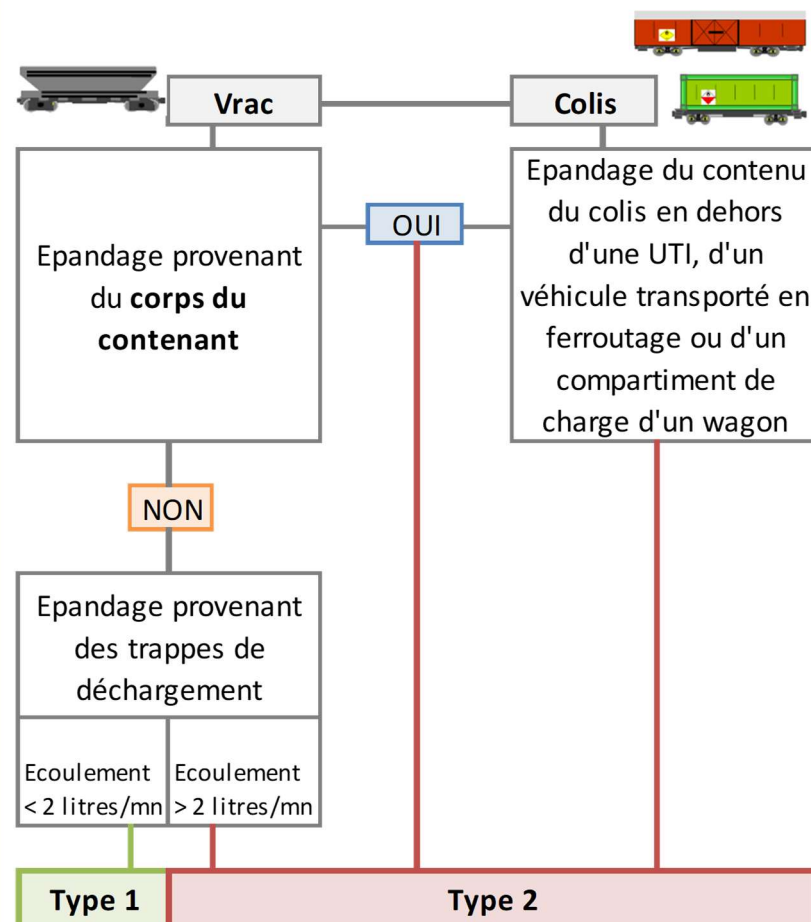 Vrac
Colis
Epandage provenant
du corps du
contenant
OUI
Epandage du contenu
du colis en dehors
d'une UTI, d'un
véhicule transporté en
ferroutage ou d'un
compartiment de
charge d'un wagon
NON
Epandage provenant
des trappes de
déchargement
Ecoulement
< 2 litres/mn
Ecoulement
> 2 litres/mn
Type 1
Type 2